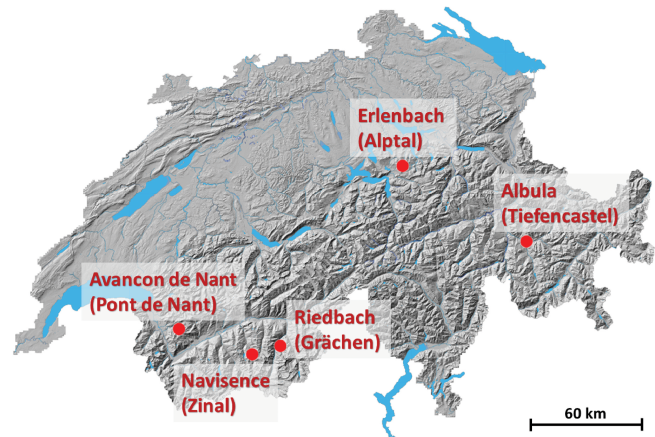 Erlenbach
(Alptal)
Albula
(Tiefencastel)
Avancon de Nant
(Pont de Nant)
Riedbach
(Grächen)
Navisence
(Zinal)
60 km